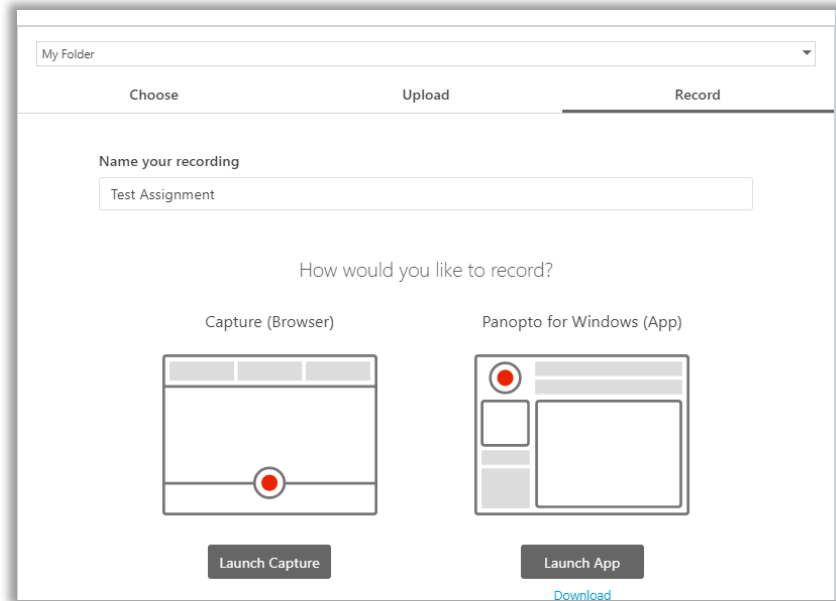 My Folder
Choose Upload Record
Name your recording
Test Assignment
How would you like to record?
Capture (Browser) Panopto for Windows (App)
Launch Capture Launch App
Download